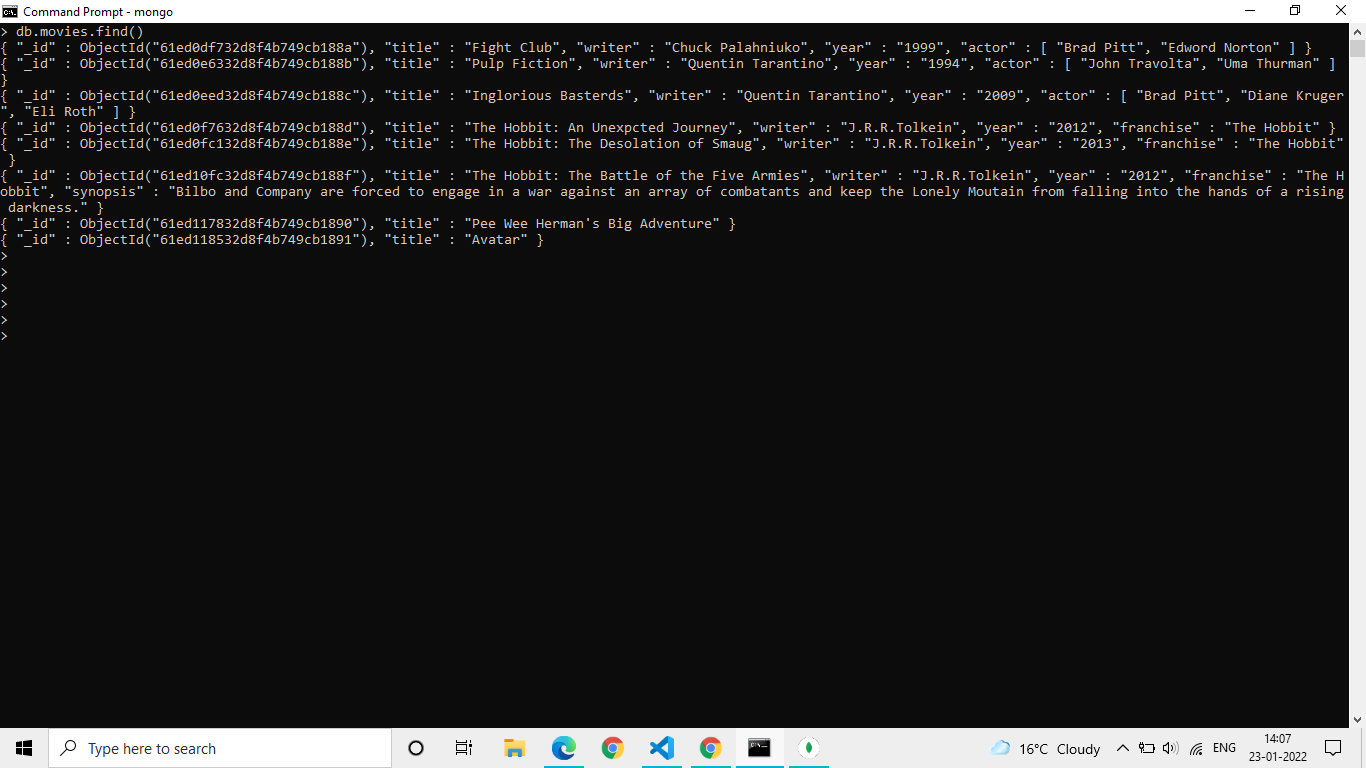 Command Prompt - mongo
> db.movies.find()
{ "_id" : ObjectId("61ed0df732d8f4b749cb188a"), "title" : "Fight Club", "writer" : "Chuck Palahniuko", "year" : "1999", "actor" : [ "Brad Pitt", "Edword Norton" ] }
{ "_id" : ObjectId("61ed0e6332d8f4b749cb188b"), "title" : "Pulp Fiction", "writer" : "Quentin Tarantino", "year" : "1994", "actor" : [ "John Travolta", "Uma Thurman" ]
}
{ "_id" : ObjectId("61ed0eed32d8f4b749cb188c"), "title" : "Inglorious Basterds", "writer" : "Quentin Tarantino", "year" : "2009", "actor" : [ "Brad Pitt", "Diane Kruger
", "Eli Roth" ] }
{ "_id" : ObjectId("61ed0f7632d8f4b749cb188d"), "title" : "The Hobbit: An Unexpcted Journey", "writer" : "J.R.R.Tolkein", "year" : "2012", "franchise" : "The Hobbit" }
{ "_id" : ObjectId("61ed0fc132d8f4b749cb188e"), "title" : "The Hobbit: The Desolation of Smaug", "writer" : "J.R.R.Tolkein", "year" : "2013", "franchise" : "The Hobbit"
}
{ "_id" : ObjectId("61ed10fc32d8f4b749cb188f"), "title" : "The Hobbit: The Battle of the Five Armies", "writer" : "J.R.R.Tolkein", "year" : "2012", "franchise" : "The H
obbit", "synopsis" : "Bilbo and Company are forced to engage in a war against an array of combatants and keep the Lonely Moutain from falling into the hands of a rising
darkness." }
{ "_id" : ObjectId("61ed117832d8f4b749cb1890"), "title" : "Pee Wee Herman's Big Adventure" }
{ "_id" : ObjectId("61ed118532d8f4b749cb1891"), "title" : "Avatar" }
>
>
>
>
>
>
Type here to search
16°C Cloudy
ENG
14:07
23-01-2022